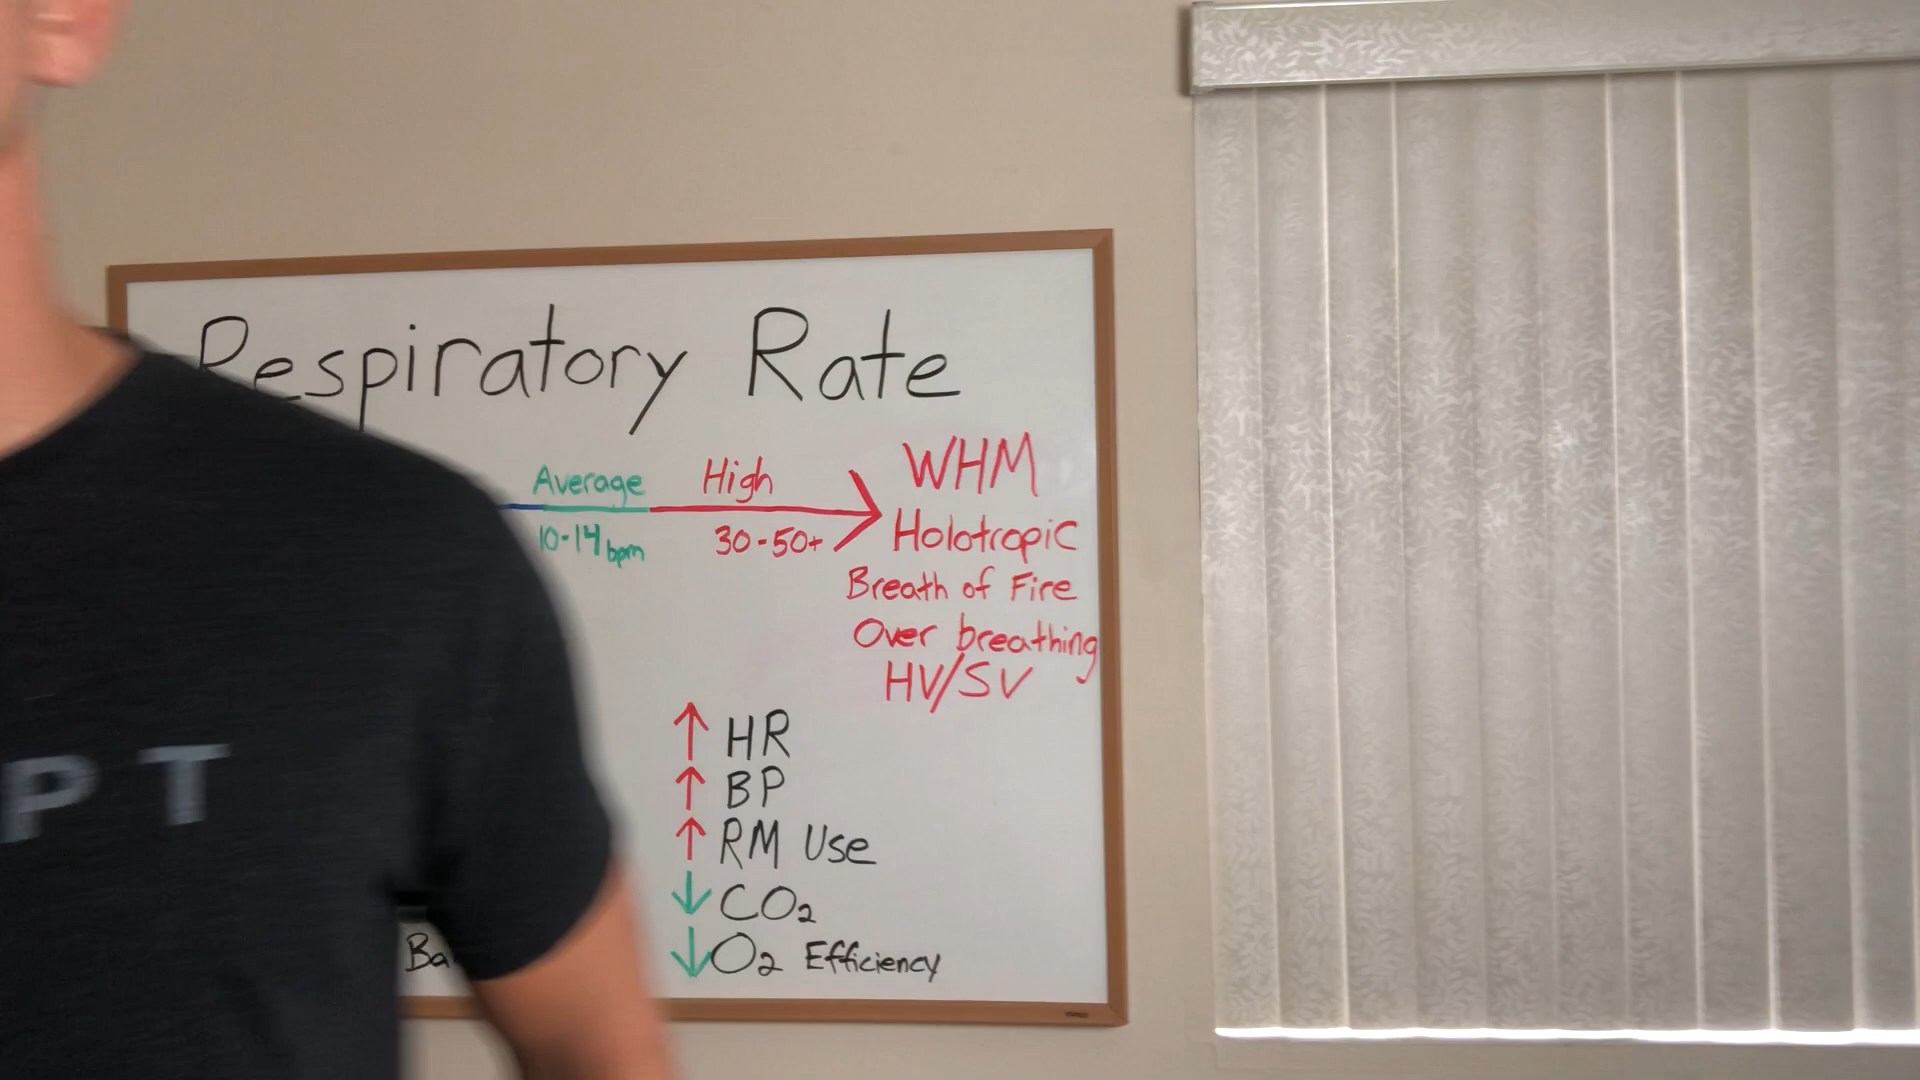 Respiratory Rate
Average High
10-14 bpm 30-50+
WHM
Holotropic
Breath of Fire
Over breathing
HV/SV
↑ HR
↑ BP
↑ RM Use
↓ CO₂
↓ O₂ Efficiency
PT